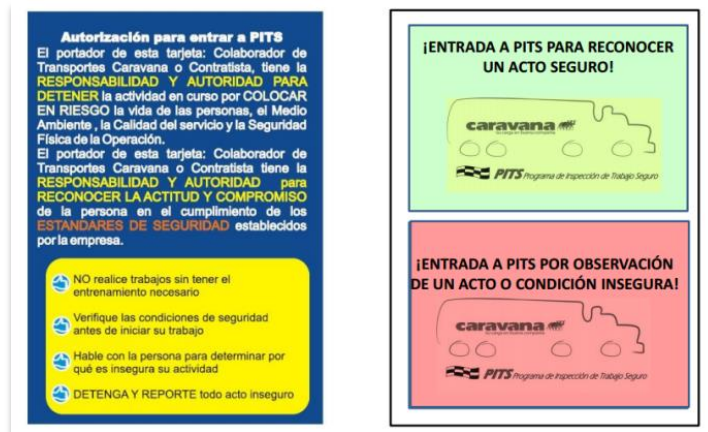 Autorización para entrar a PITS
El portador de esta tarjeta: Colaborador de
Transportes Caravana o Contratista, tiene la
RESPONSABILIDAD Y AUTORIDAD PARA
DETENER la actividad en curso por COLOCAR
EN RIESGO la vida de las personas, el Medio
Ambiente , la Calidad del servicio y la Seguridad
Física de la Operación.
El portador de esta tarjeta: Colaborador de
Transportes Caravana o Contratista tiene la
RESPONSABILIDAD Y AUTORIDAD para
RECONOCER LA ACTITUD Y COMPROMISO
de la persona en el cumplimiento de los
ESTANDARES DE SEGURIDAD establecidos
por la empresa.
NO realice trabajos sin tener el
entrenamiento necesario
Verifique las condiciones de seguridad
antes de iniciar su trabajo
Hable con la persona para determinar por
qué es insegura su actividad
DETENGA Y REPORTE todo acto inseguro
¡ENTRADA A PITS PARA RECONOCER
UN ACTO SEGURO!
caravana
PITS Programa de Inspección de Trabajo Seguro
¡ENTRADA A PITS POR OBSERVACIÓN
DE UN ACTO O CONDICIÓN INSEGURA!
caravana
PITS Programa de Inspección de Trabajo Seguro